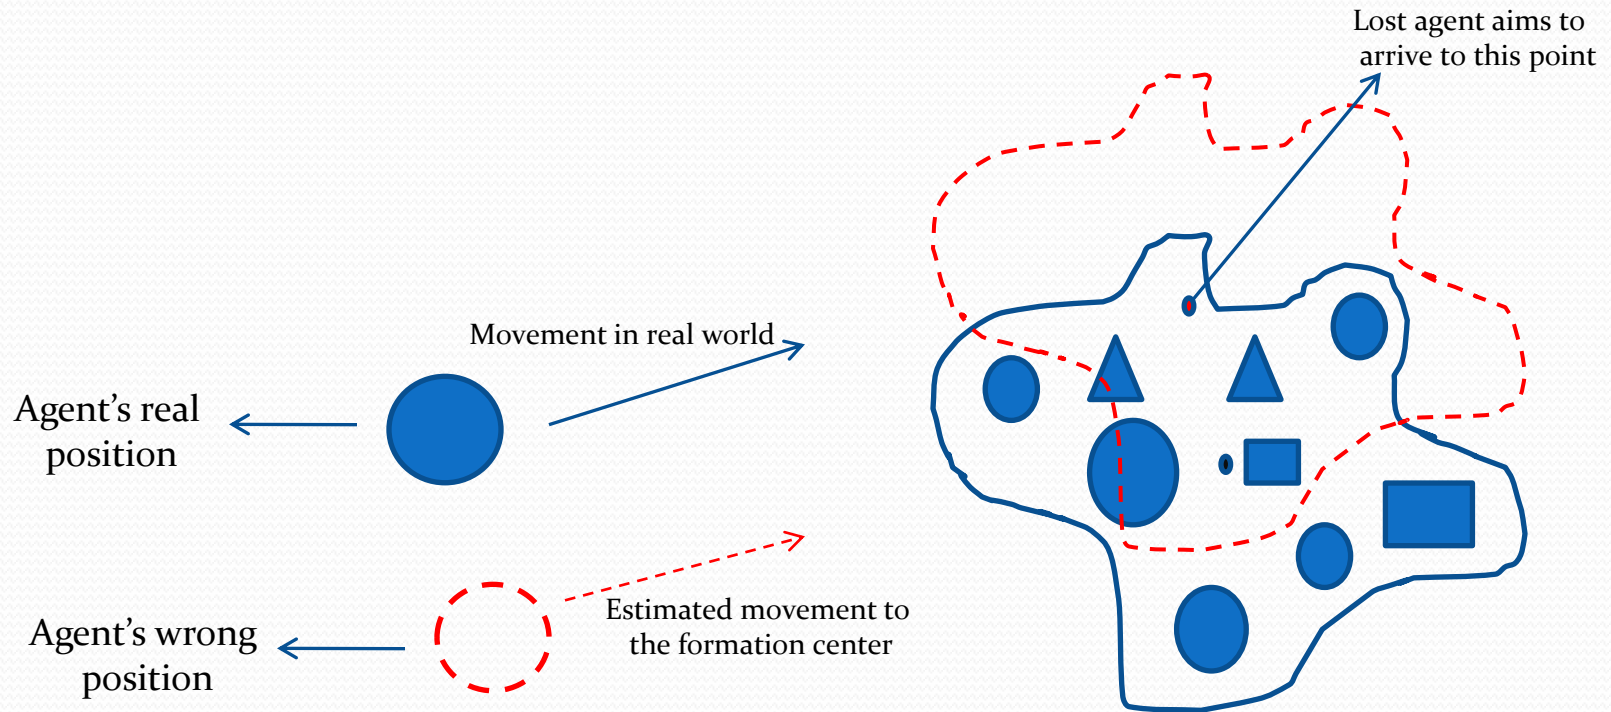 Lost agent aims to
arrive to this point
Movement in real world
Agent’s real
position
Estimated movement to
the formation center
Agent’s wrong
position